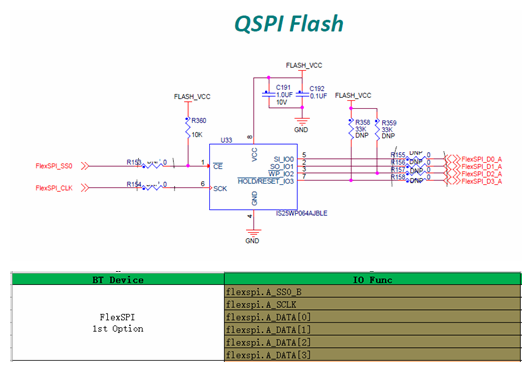 QSPI Flash
FLASH_VCC
C191
1.0UF
10V
C192
0.1UF
GND
FLASH_VCC
R360
10K
FLASH_VCC
R358
33K
DNP
R359
33K
DNP
U33
8
VCC
FlexSPI_SS0
R153
0
1
CE
FlexSPI_CLK
R154
0
6
SCK
SI_IO0
5
R155
0
FlexSPI_D0_A
SO_IO1
2
R156
0
FlexSPI_D1_A
WP_IO2
3
R157
0
FlexSPI_D2_A
HOLD/RESET_IO3
7
R158
0
FlexSPI_D3_A
DNP
DNP
GND
4
IS25WP064AJBLE
GND
BT Device IO Func
FlexSPI
1st Option
flexspi.A_SS0_B
flexspi.A_SCLK
flexspi.A_DATA[0]
flexspi.A_DATA[1]
flexspi.A_DATA[2]
flexspi.A_DATA[3]